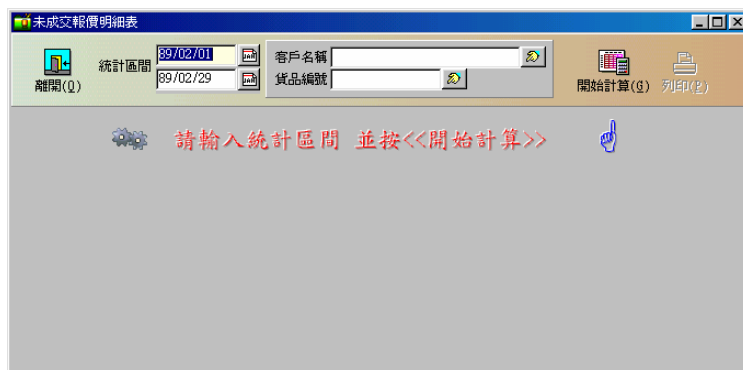 未成交報價明細表
離開(Q)
統計區間
89/02/01
89/02/29
客戶名稱
貨品編號
開始計算(G)
列印(P)
請輸入統計區間 並按<<開始計算>>